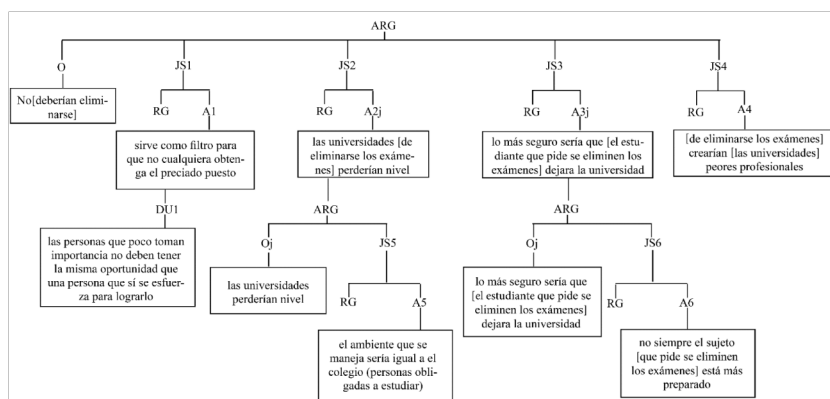 ARG
O
JS1
JS2
JS3
JS4
No[deberían elimi-
narse]
RG
A1
RG
A2j
RG
A3j
RG
A4
sirve como filtro para
que no cualquiera obten-
ga el preciado puesto
las universidades [de
eliminarse los exáme-
nes] perderían nivel
lo más seguro sería que [el estu-
diante que pide se eliminen los
exámenes] dejara la universidad
[de eliminarse los exámenes]
crearían [las universidades]
peores profesionales
DU1
ARG
ARG
las personas que poco toman
importancia no deben tener
la misma oportunidad que
una persona que sí se esfuer-
za para lograrlo
Oj
JS5
Oj
JS6
las universidades
perderían nivel
lo más seguro sería que
[el estudiante que pide se
eliminen los exámenes]
dejara la universidad
RG
A5
RG
A6
el ambiente que se
maneja sería igual a el
colegio (personas obli-
gadas a estudiar)
no siempre el sujeto
[que pide se eliminen
los exámenes] está más
preparado